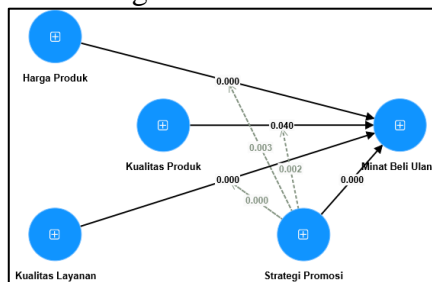 Harga Produk
0.000
Kualitas Produk
0.040
Minat Beli Ulan
0.003
0.002
0.000
0.000
0.000
Kualitas Layanan
Strategi Promosi